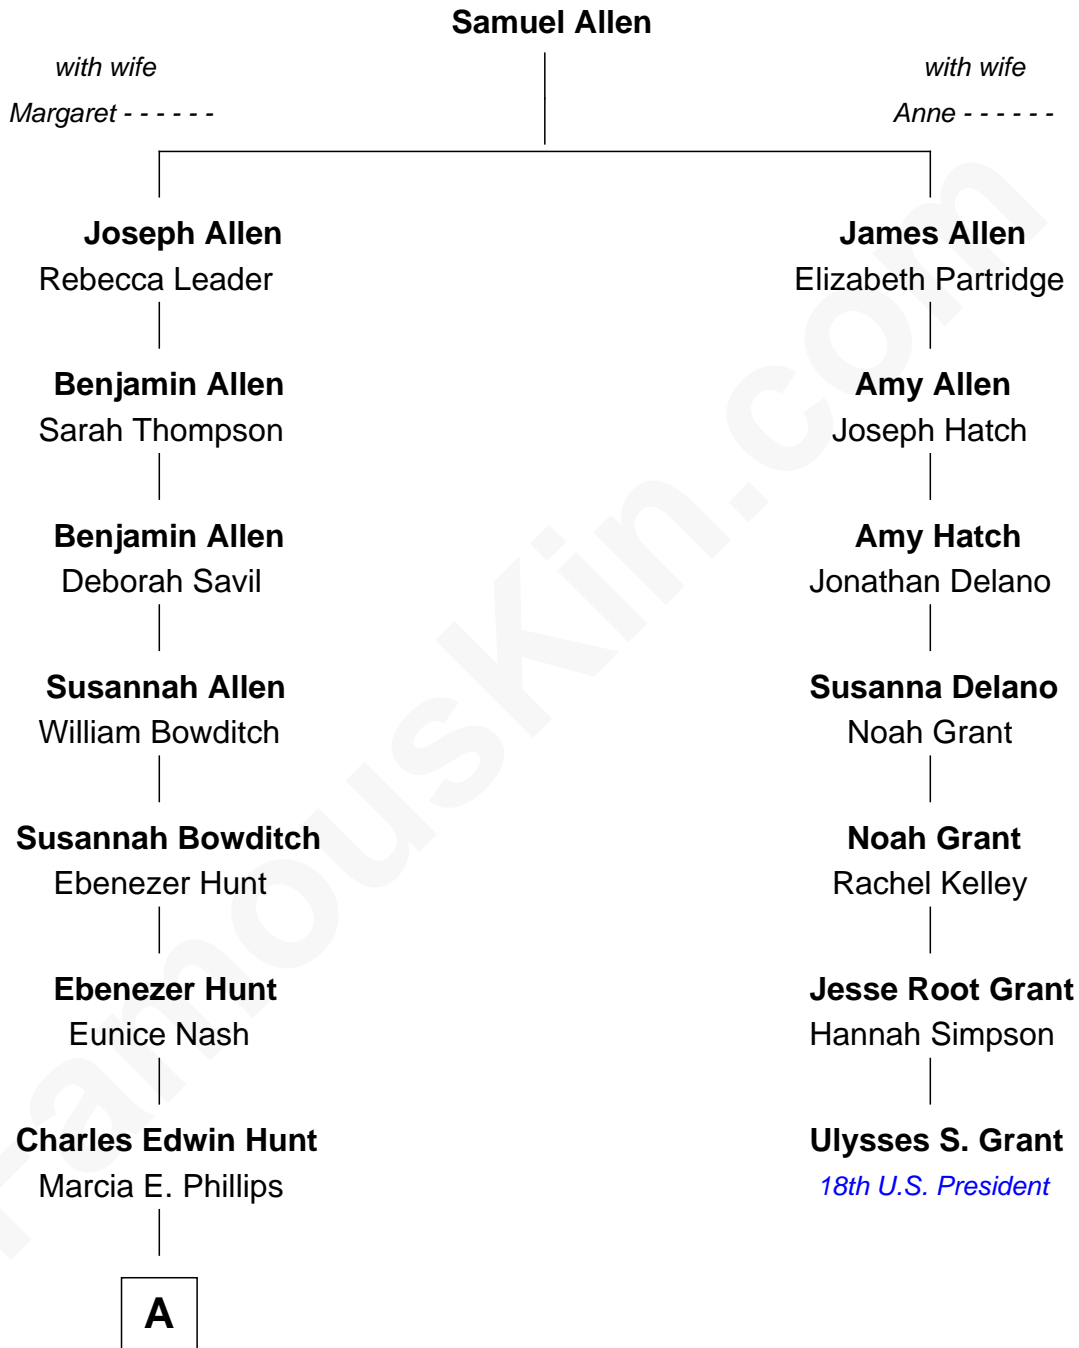 Samuel Allen
with wife
Margaret - - - - - -
with wife
Anne - - - - - -
Joseph Allen
Rebecca Leader
James Allen
Elizabeth Partridge
Benjamin Allen
Sarah Thompson
Amy Allen
Joseph Hatch
Benjamin Allen
Deborah Savil
Amy Hatch
Jonathan Delano
Susannah Allen
William Bowditch
Susanna Delano
Noah Grant
Susannah Bowditch
Ebenezer Hunt
Noah Grant
Rachel Kelley
Ebenezer Hunt
Eunice Nash
Jesse Root Grant
Hannah Simpson
Charles Edwin Hunt
Marcia E. Phillips
Ulysses S. Grant
18th U.S. President
A
FamousKin.com